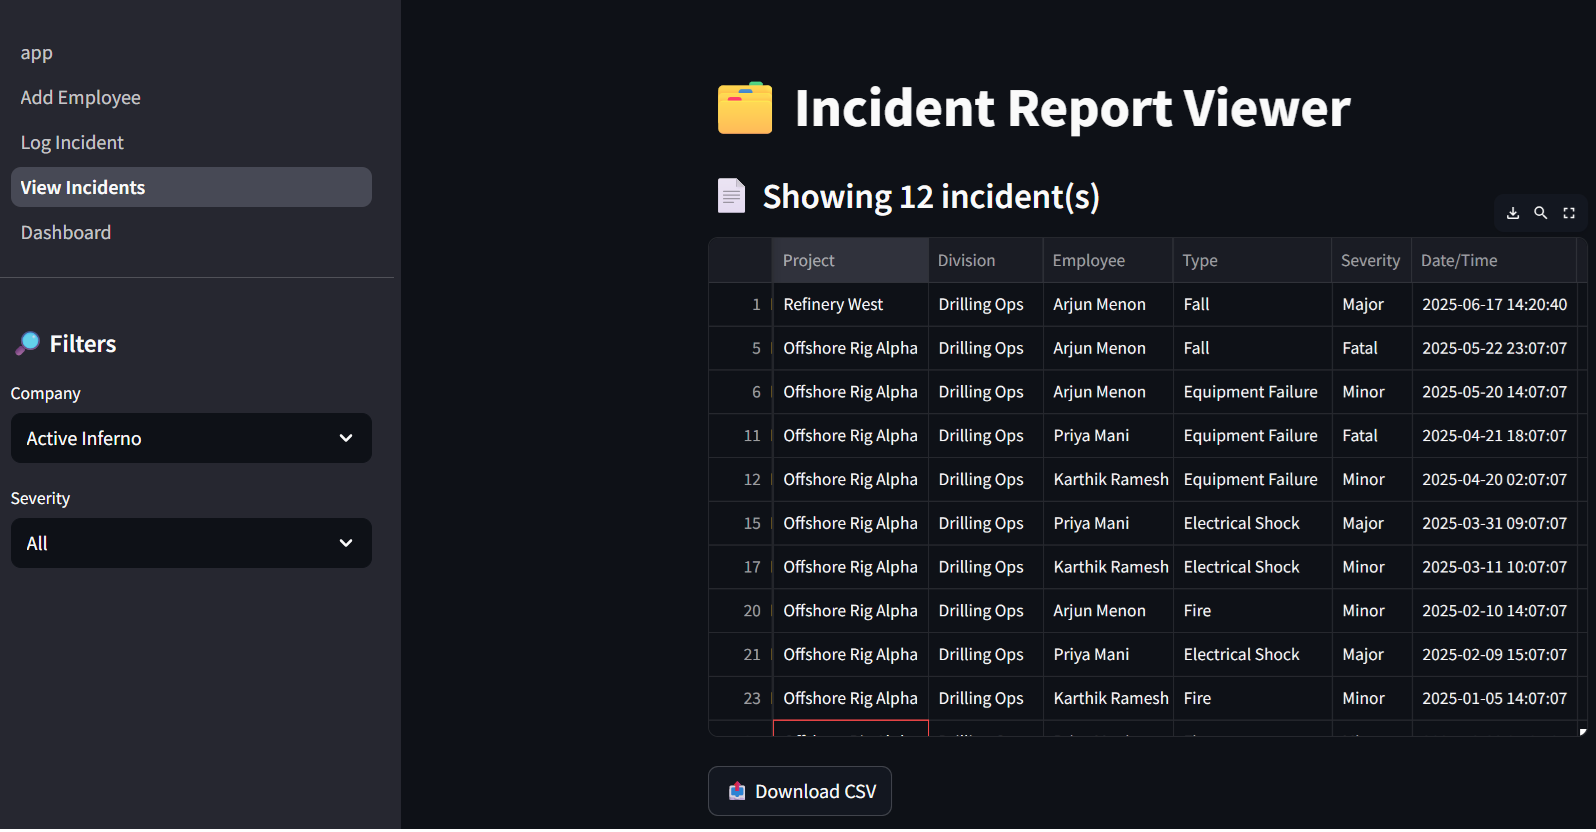 app
Add Employee
Log Incident
View Incidents
Dashboard
Filters
Company
Active Inferno
Severity
All
Incident Report Viewer
Showing 12 incident(s)
Project Division Employee Type Severity Date/Time
1 Refinery West Drilling Ops Arjun Menon Fall Major 2025-06-17 14:20:40
5 Offshore Rig Alpha Drilling Ops Arjun Menon Fall Fatal 2025-05-22 23:07:07
6 Offshore Rig Alpha Drilling Ops Arjun Menon Equipment Failure Minor 2025-05-20 14:07:07
11 Offshore Rig Alpha Drilling Ops Priya Mani Equipment Failure Fatal 2025-04-21 18:07:07
12 Offshore Rig Alpha Drilling Ops Karthik Ramesh Equipment Failure Minor 2025-04-20 02:07:07
15 Offshore Rig Alpha Drilling Ops Priya Mani Electrical Shock Major 2025-03-31 09:07:07
17 Offshore Rig Alpha Drilling Ops Karthik Ramesh Electrical Shock Minor 2025-03-11 10:07:07
20 Offshore Rig Alpha Drilling Ops Arjun Menon Fire Minor 2025-02-10 14:07:07
21 Offshore Rig Alpha Drilling Ops Priya Mani Electrical Shock Major 2025-02-09 15:07:07
23 Offshore Rig Alpha Drilling Ops Karthik Ramesh Fire Minor 2025-01-05 14:07:07
Download CSV